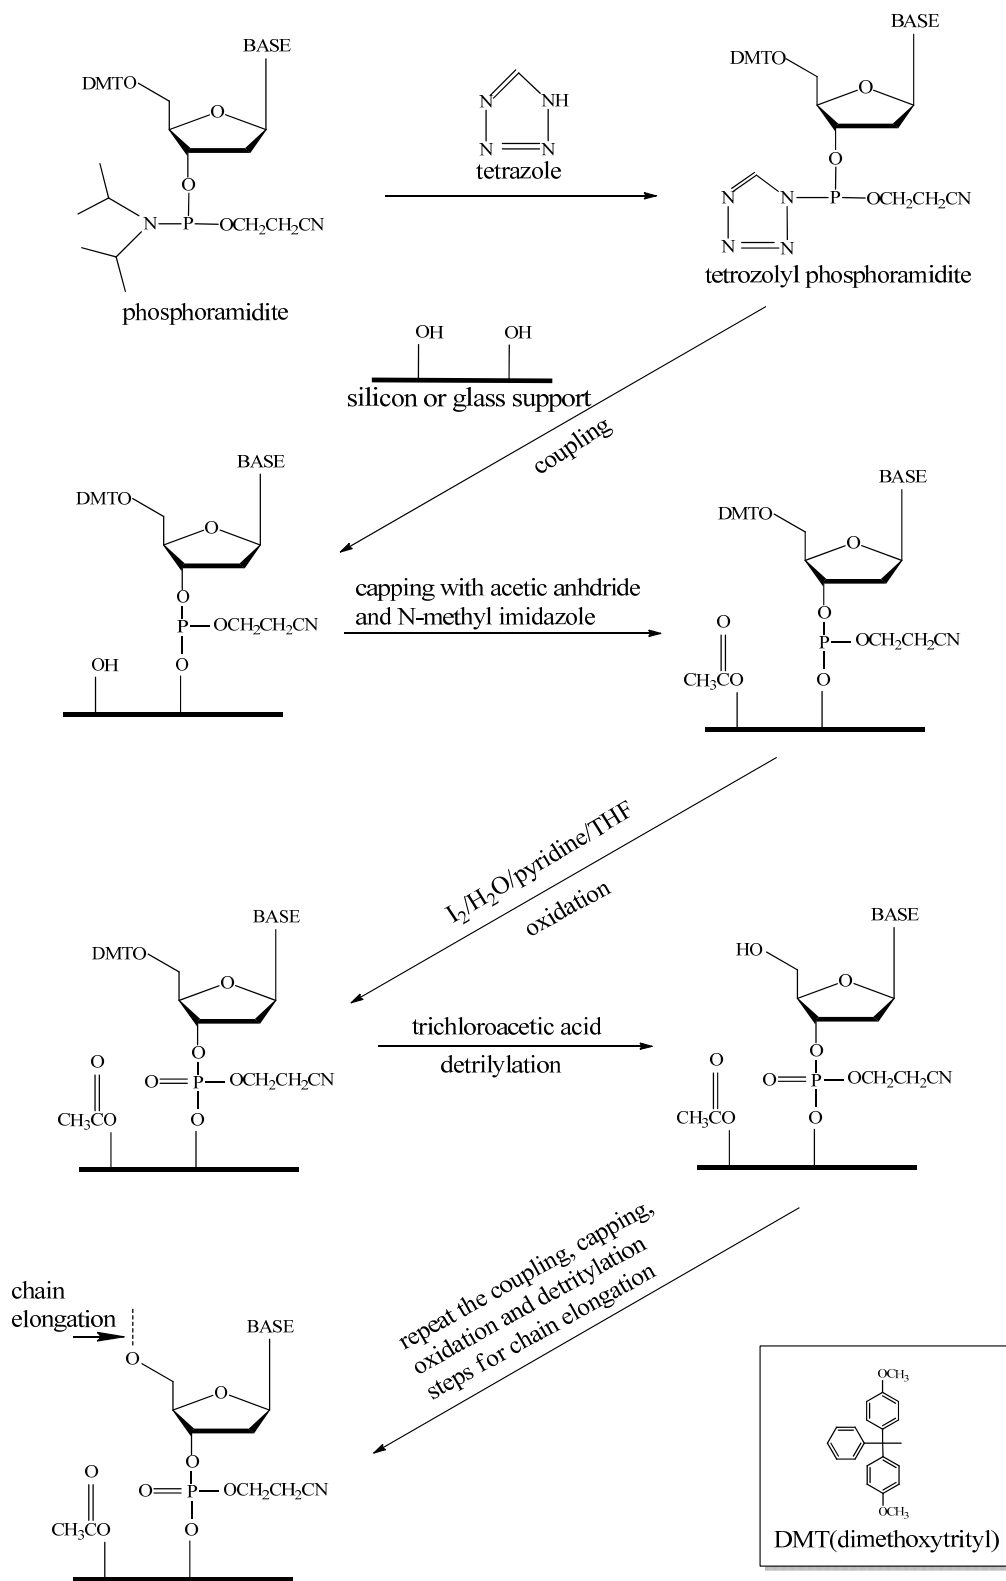 BASE
DMTO
O
O
N
P
OCH2CH2CN
phosphoramidite
N
NH
N
N
tetrazole
BASE
DMTO
O
O
N
N
P
OCH2CH2CN
N
N
tetrozolyl phosphoramidite
OH
OH
silicon or glass support
coupling
BASE
DMTO
O
O
P
OCH2CH2CN
OH
O
capping with acetic anhdride
and N-methyl imidazole
BASE
DMTO
O
O
O
P
OCH2CH2CN
CH3CO
O
I2/H2O/pyridine/THF
oxidation
BASE
DMTO
O
O
O
O
P
OCH2CH2CN
CH3CO
O
trichloroacetic acid
detrilylation
BASE
HO
O
O
O
O
P
OCH2CH2CN
CH3CO
O
repeat the coupling, capping,
oxidation and detritylation
steps for chain elongation
chain
elongation
BASE
O
O
O
O
O
P
OCH2CH2CN
CH3CO
O
OCH3
OCH3
DMT(dimethoxytrityl)